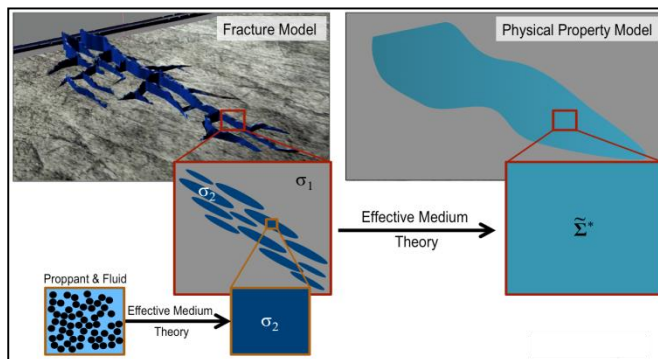 Fracture Model
Physical Property Model
σ₁
σ₂
Effective Medium
Theory
Σ̃*
Proppant & Fluid
Effective Medium
Theory
σ₂